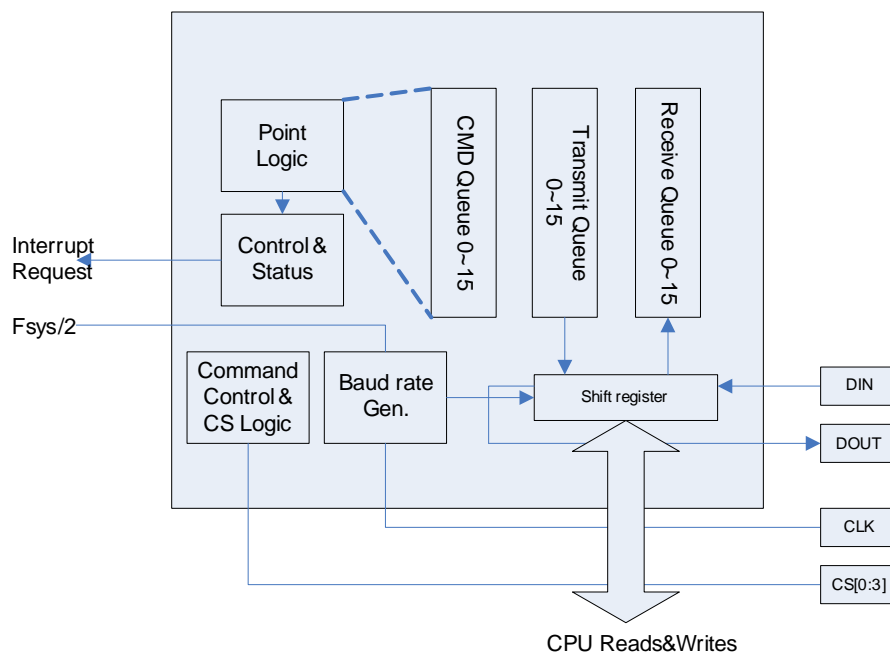 Point
Logic
CMD Queue 0~15
Transmit Queue
0~15
Receive Queue 0~15
Interrupt
Request
Control &
Status
Fsys/2
Command
Control &
CS Logic
Baud rate
Gen.
Shift register
DIN
DOUT
CLK
CS[0:3]
CPU Reads&Writes